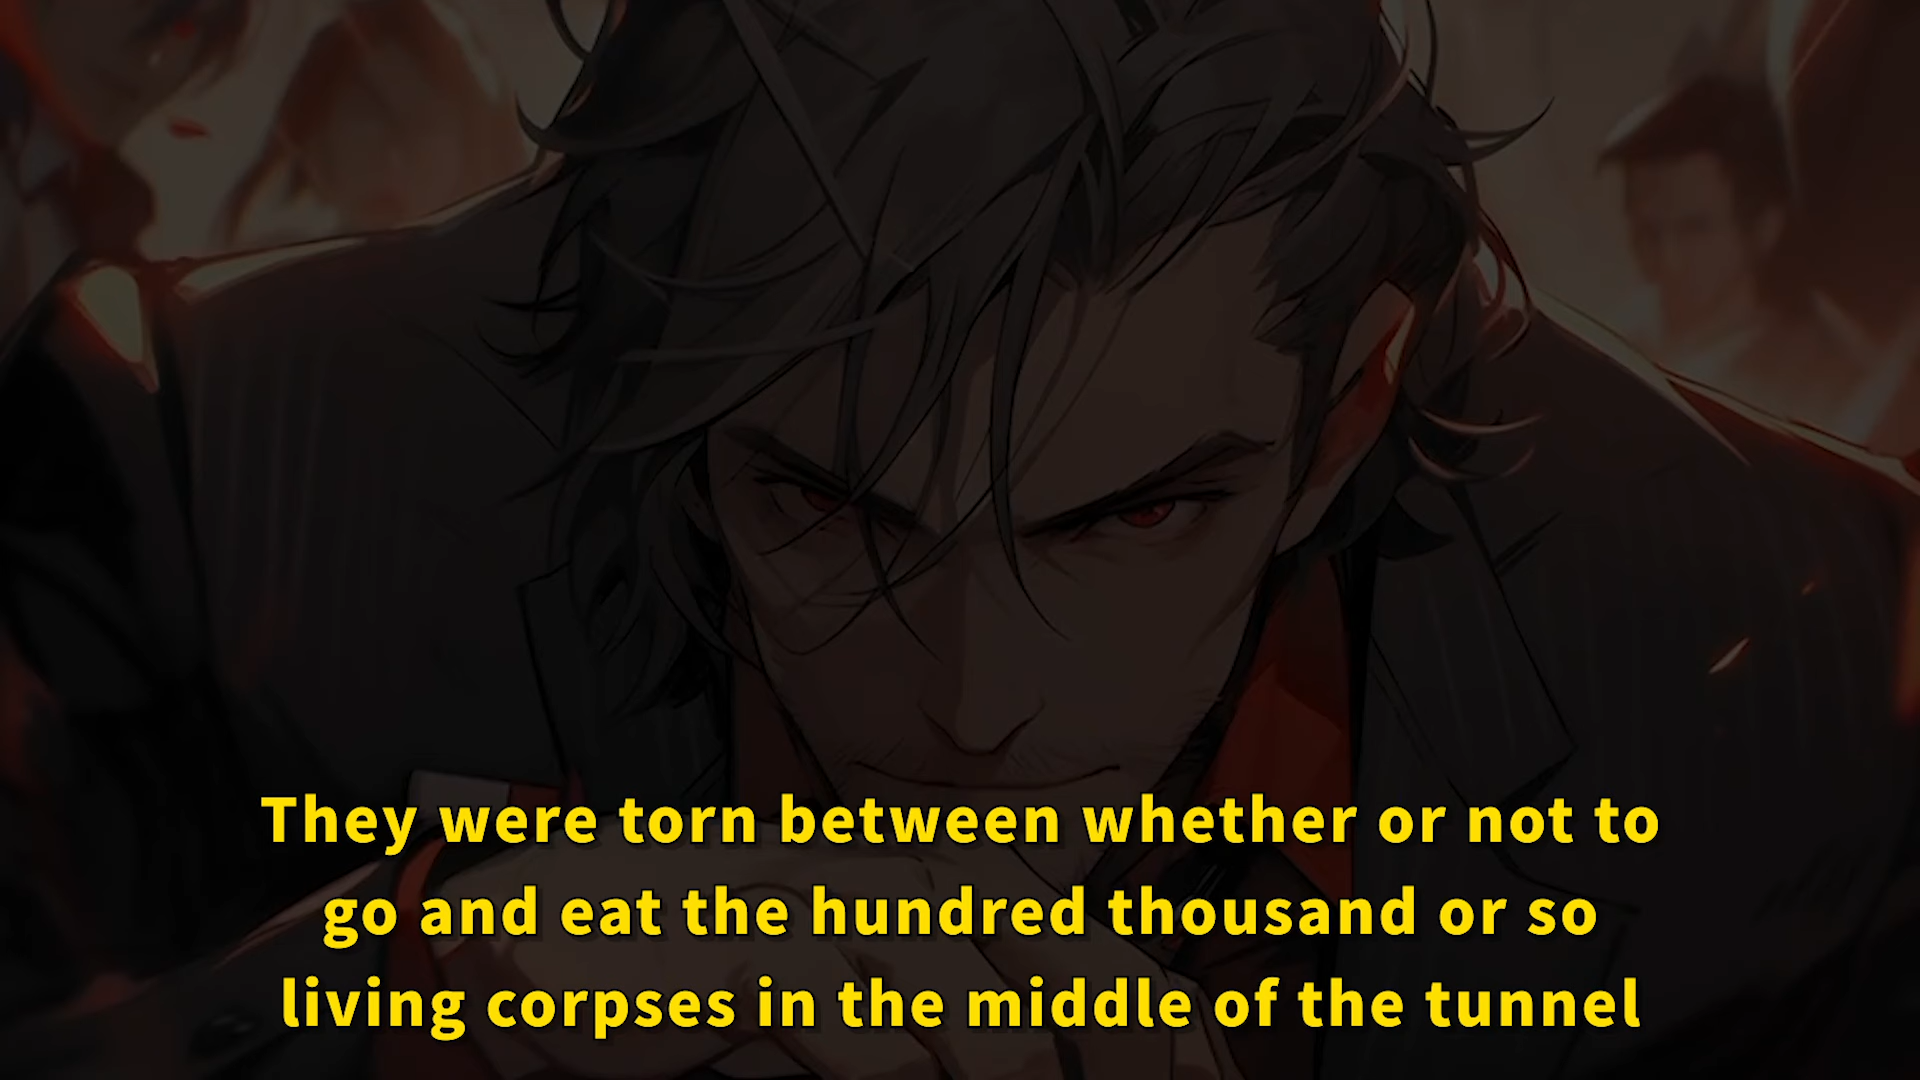 They were torn between whether or not to
go and eat the hundred thousand or so
living corpses in the middle of the tunnel